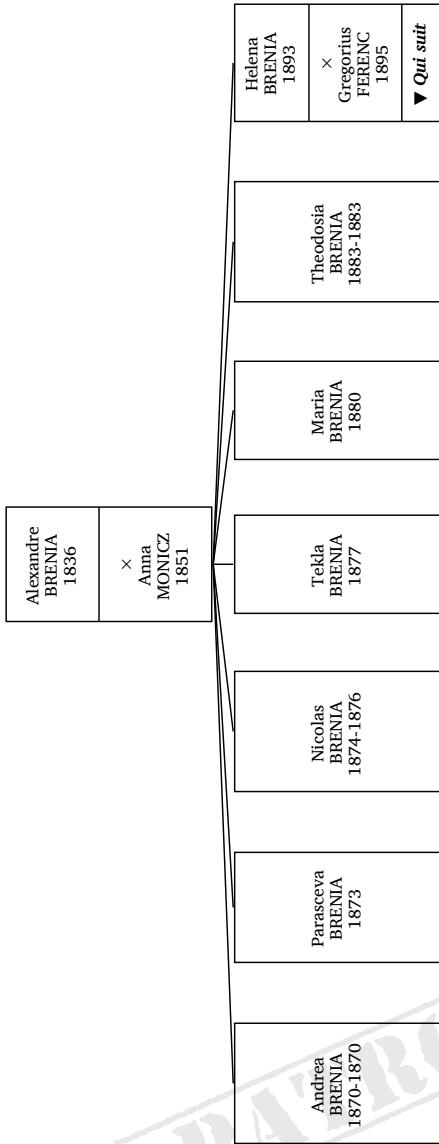 Alexandre
BRENIA
1836
×
Anna
MONICZ
1851
Andrea
BRENIA
1870-1870
Parasceva
BRENIA
1873
Nicolas
BRENIA
1874-1876
Tekla
BRENIA
1877
Maria
BRENIA
1880
Theodosia
BRENIA
1883-1883
Helena
BRENIA
1893
×
Gregorius
FERENC
1895
▼ Qui suit